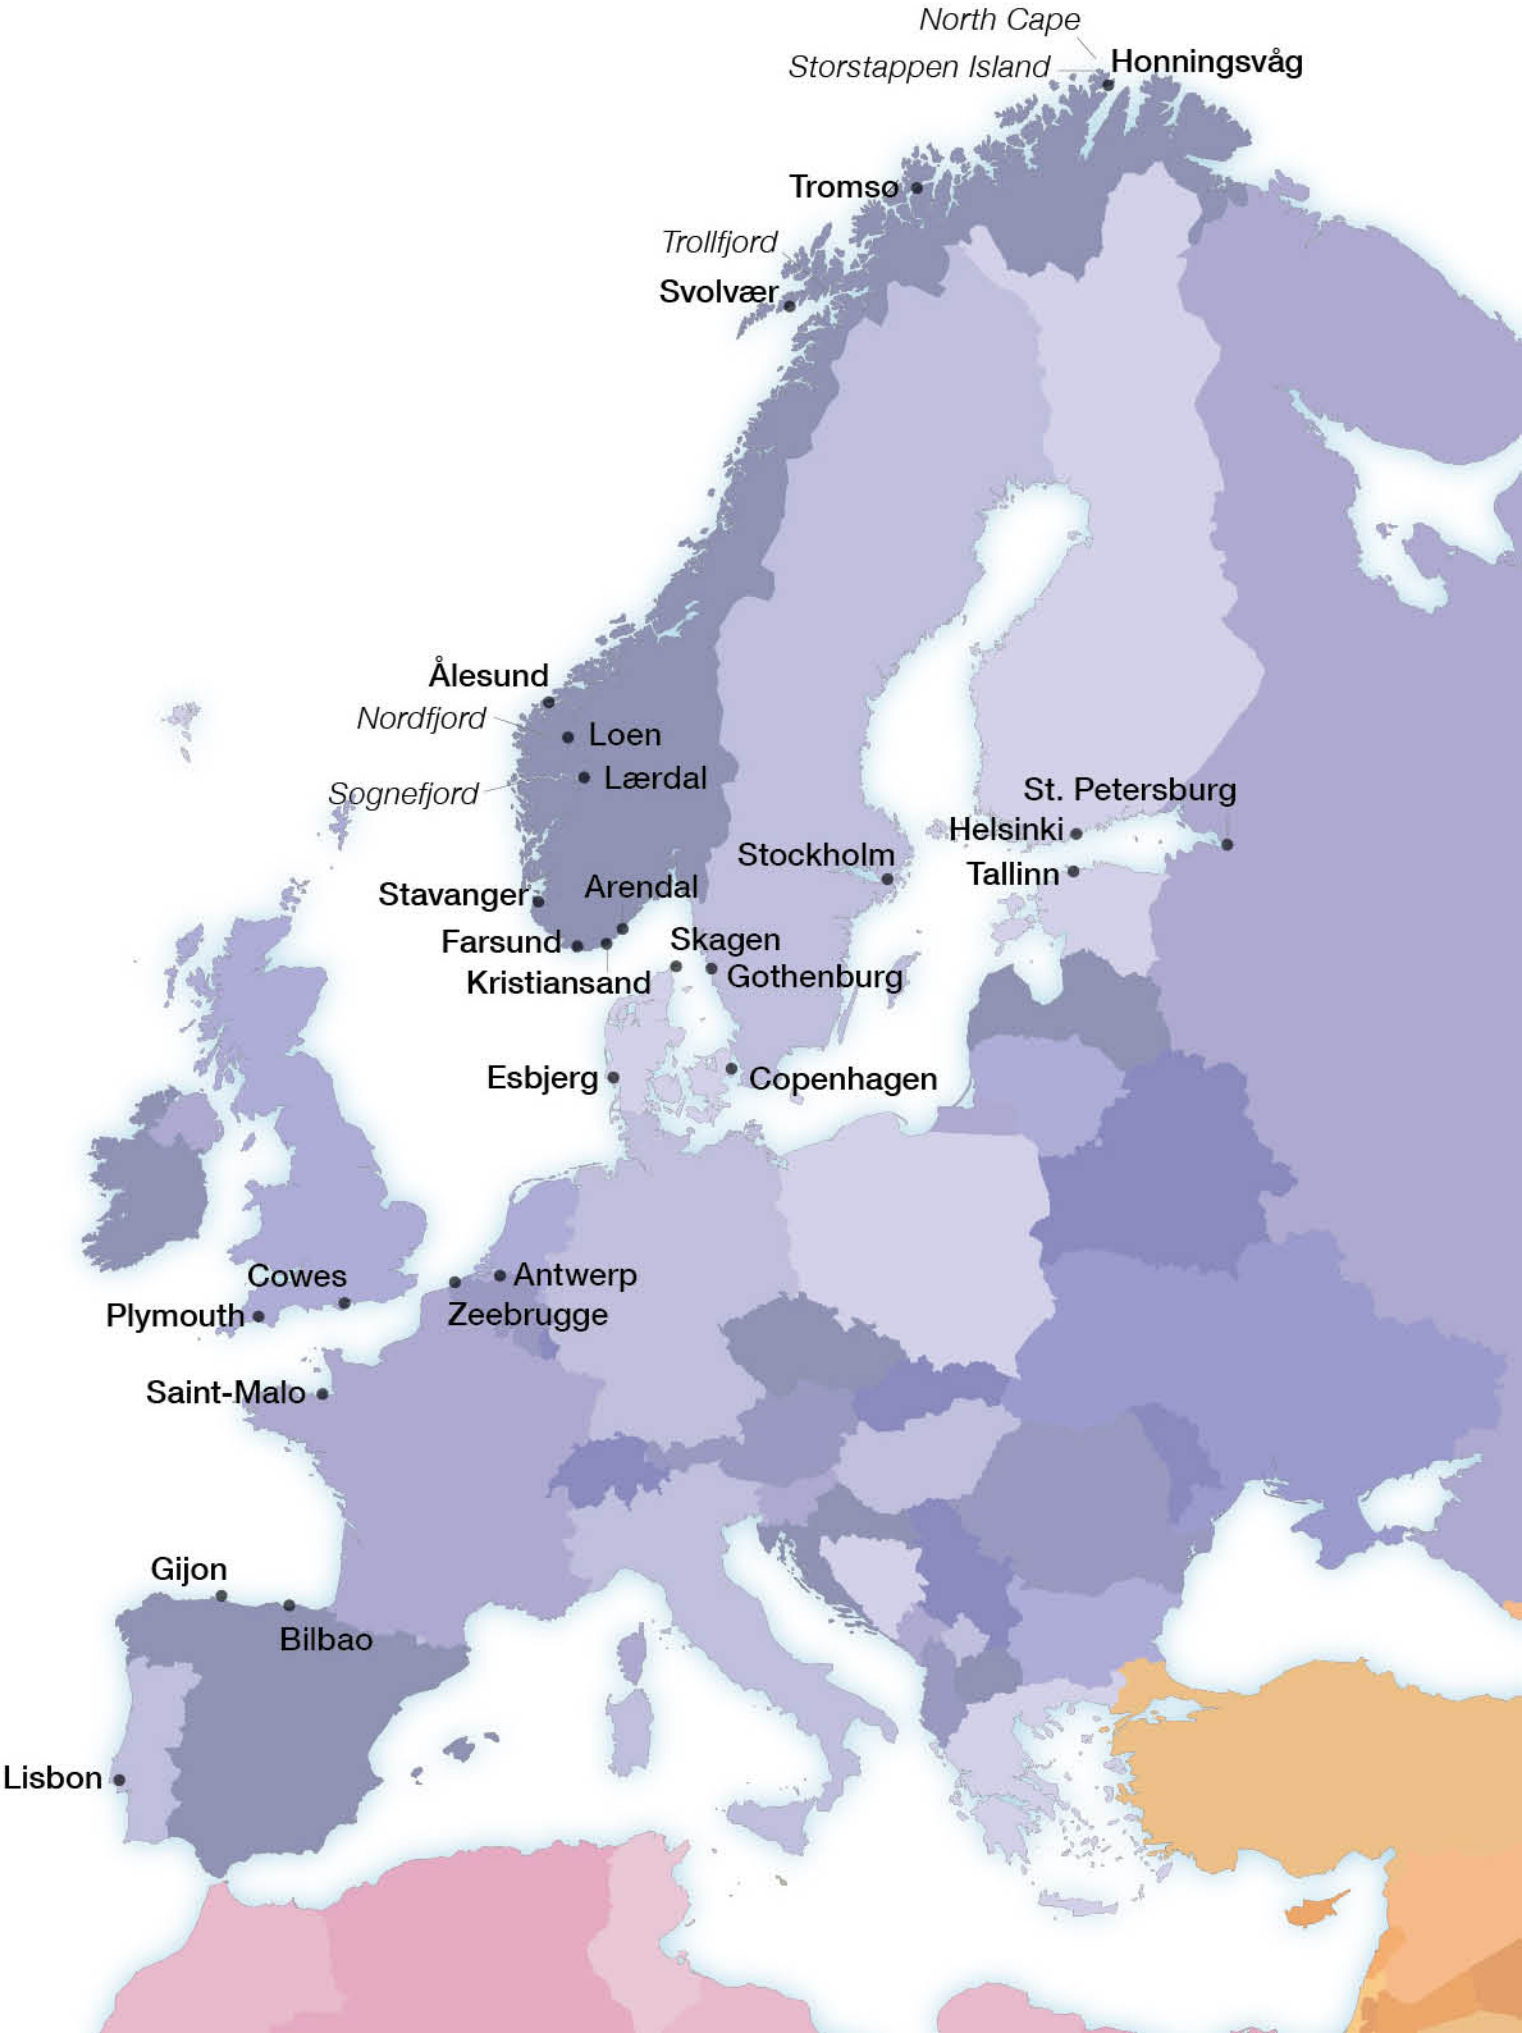 North Cape
Storstappen Island
Honningsvåg
Tromsø
Trollfjord
Svolvær
Ålesund
Nordfjord
Loen
Lærdal
Sognefjord
St. Petersburg
Helsinki
Stockholm
Tallinn
Arendal
Stavanger
Farsund
Skagen
Kristiansand
Gothenburg
Esbjerg
Copenhagen
Cowes
Antwerp
Plymouth
Zeebrugge
Saint-Malo
Gijon
Bilbao
Lisbon